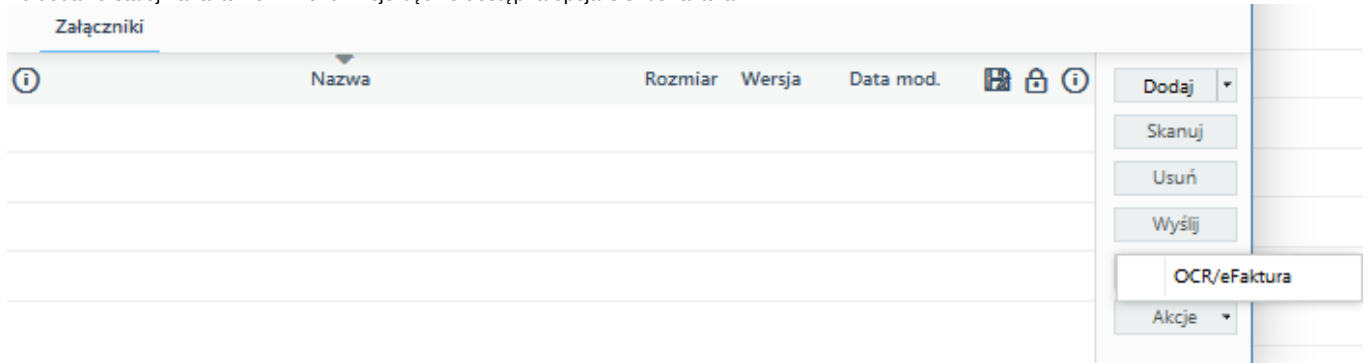 Załączniki
Nazwa Rozmiar Wersja Data mod.
Dodaj
Skanuj
Usuń
Wyślij
OCR/eFaktura
Akcje